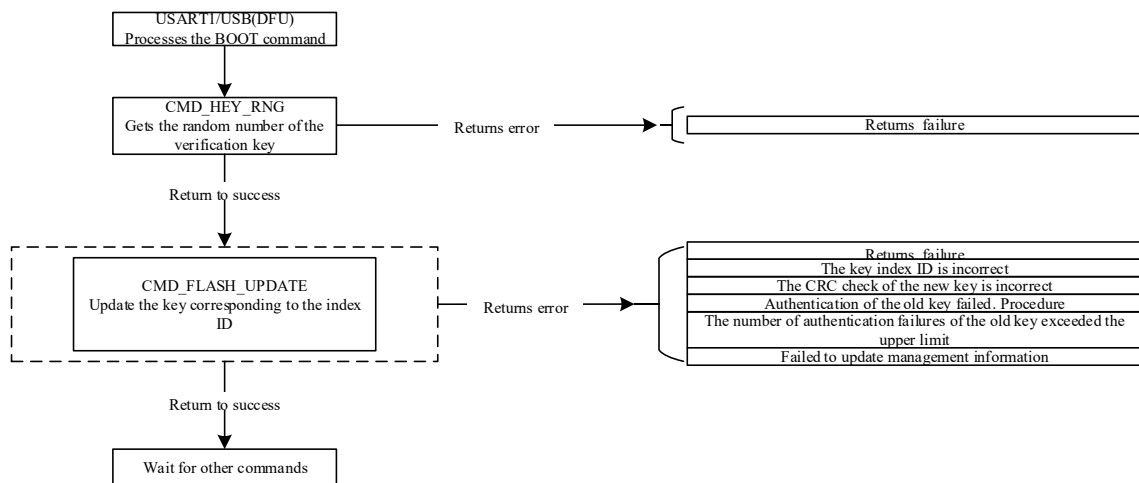 USART1/USB(DFU)
Processes the BOOT command
CMD_HEY_RNG
Gets the random number of the
verification key
Returns error
Returns failure
Return to success
CMD_FLASH_UPDATE
Update the key corresponding to the index
ID
Returns error
Returns failure
The key index ID is incorrect
The CRC check of the new key is incorrect
Authentication of the old key failed. Procedure
The number of authentication failures of the old key exceeded the
upper limit
Failed to update management information
Return to success
Wait for other commands